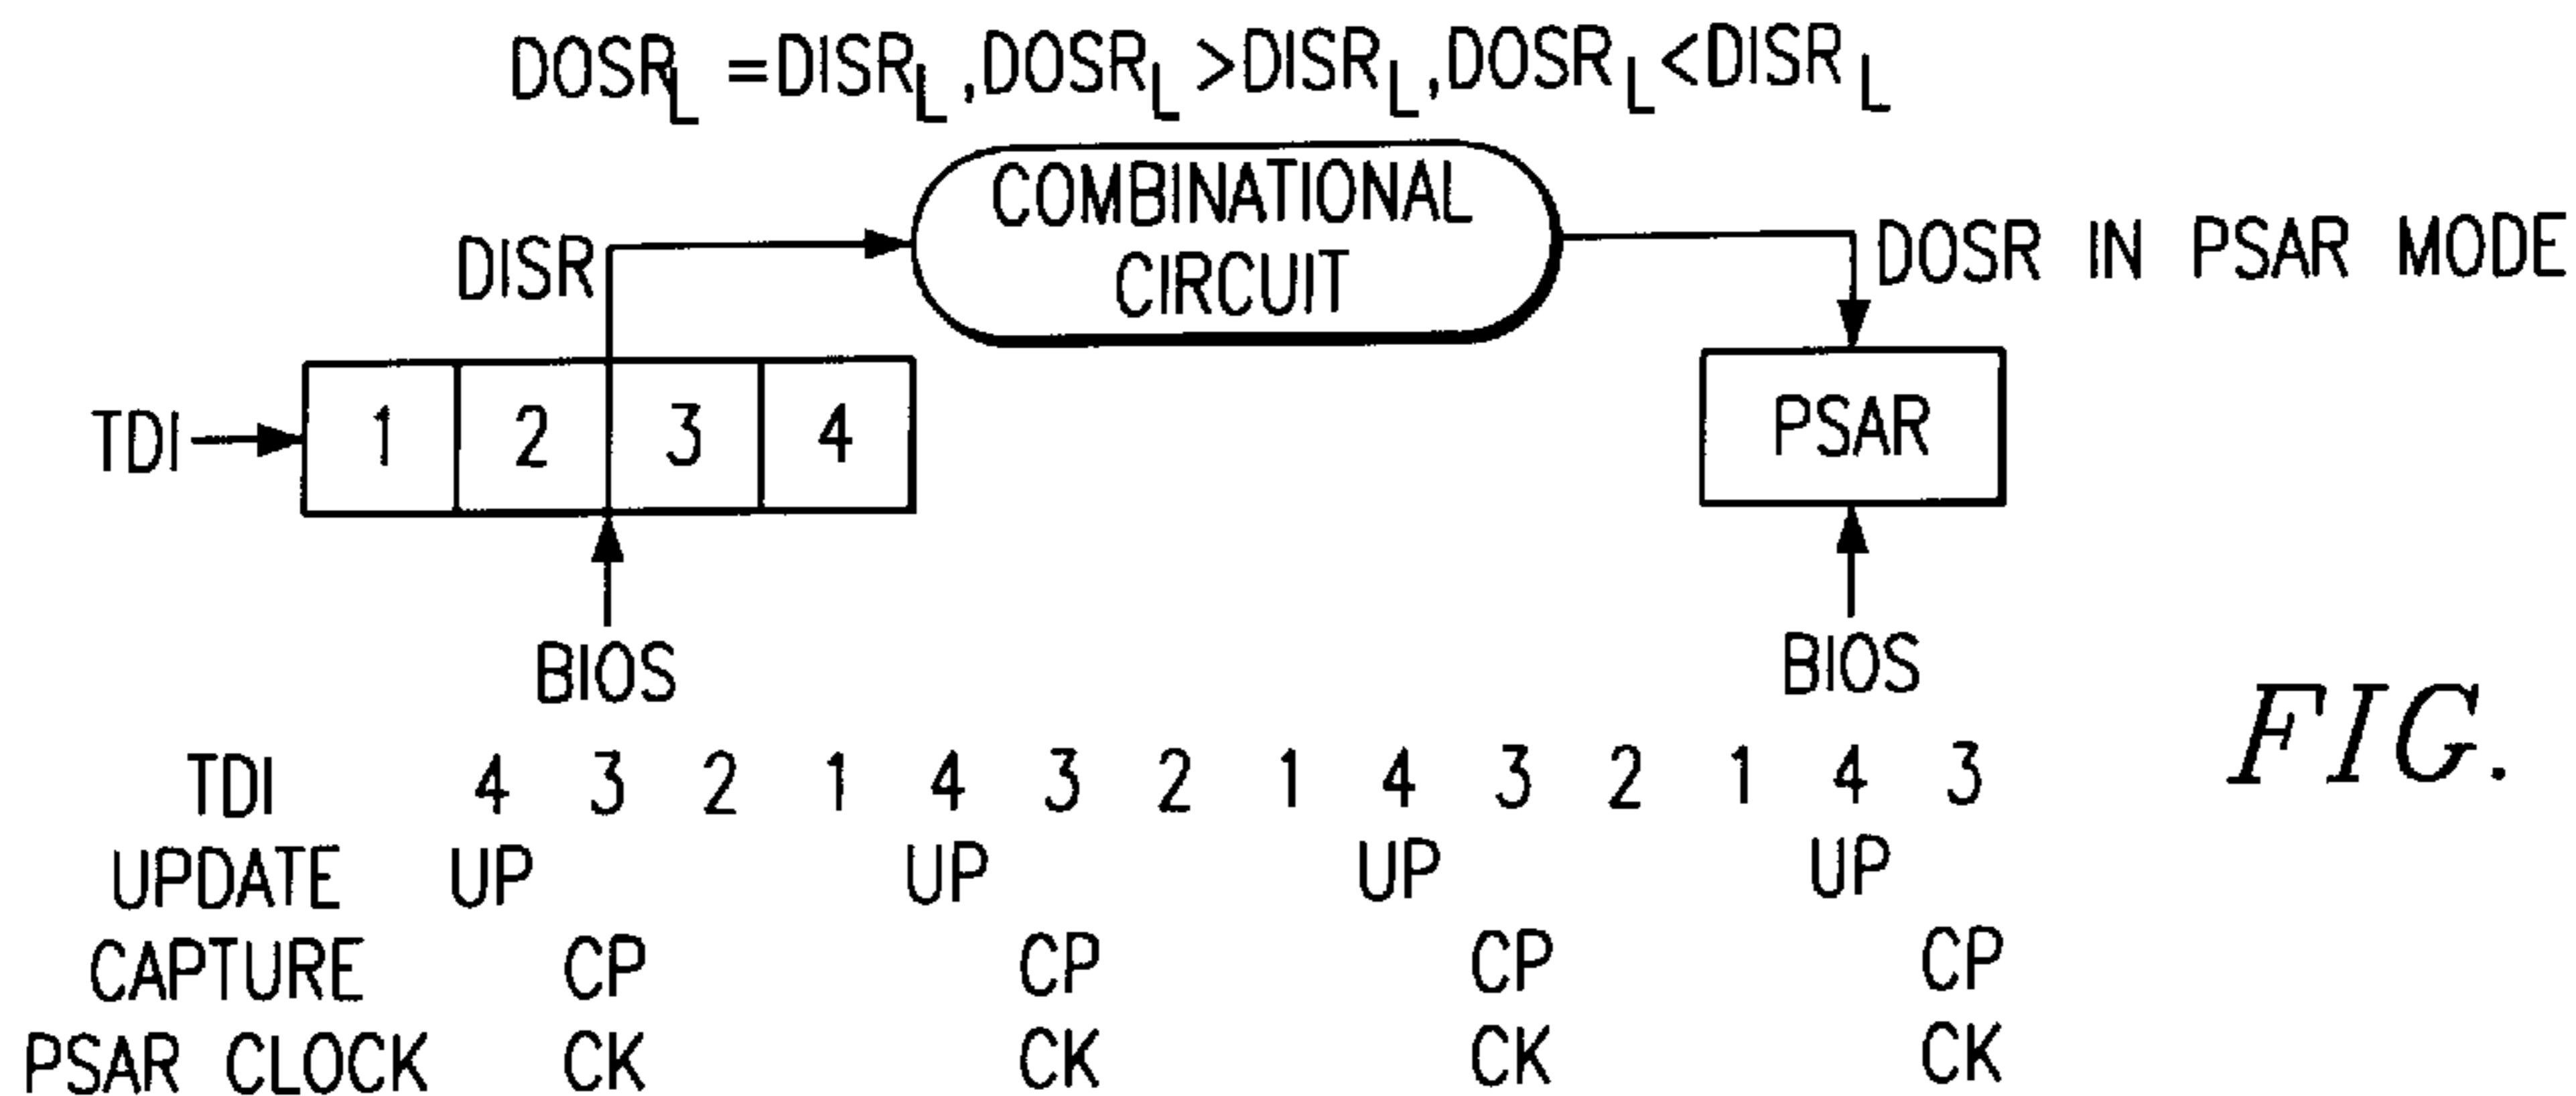 DOSRL =DISRL,DOSRL>DISRL,DOSRL<DISRL
COMBINATIONAL
CIRCUIT
DISR
DOSR IN PSAR MODE
TDI
1 2 3 4
PSAR
BIOS
BIOS
FIG.
TDI 4 3 2 1 4 3 2 1 4 3 2 1 4 3
UPDATE UP UP UP UP
CAPTURE CP CP CP CP
PSAR CLOCK CK CK CK CK